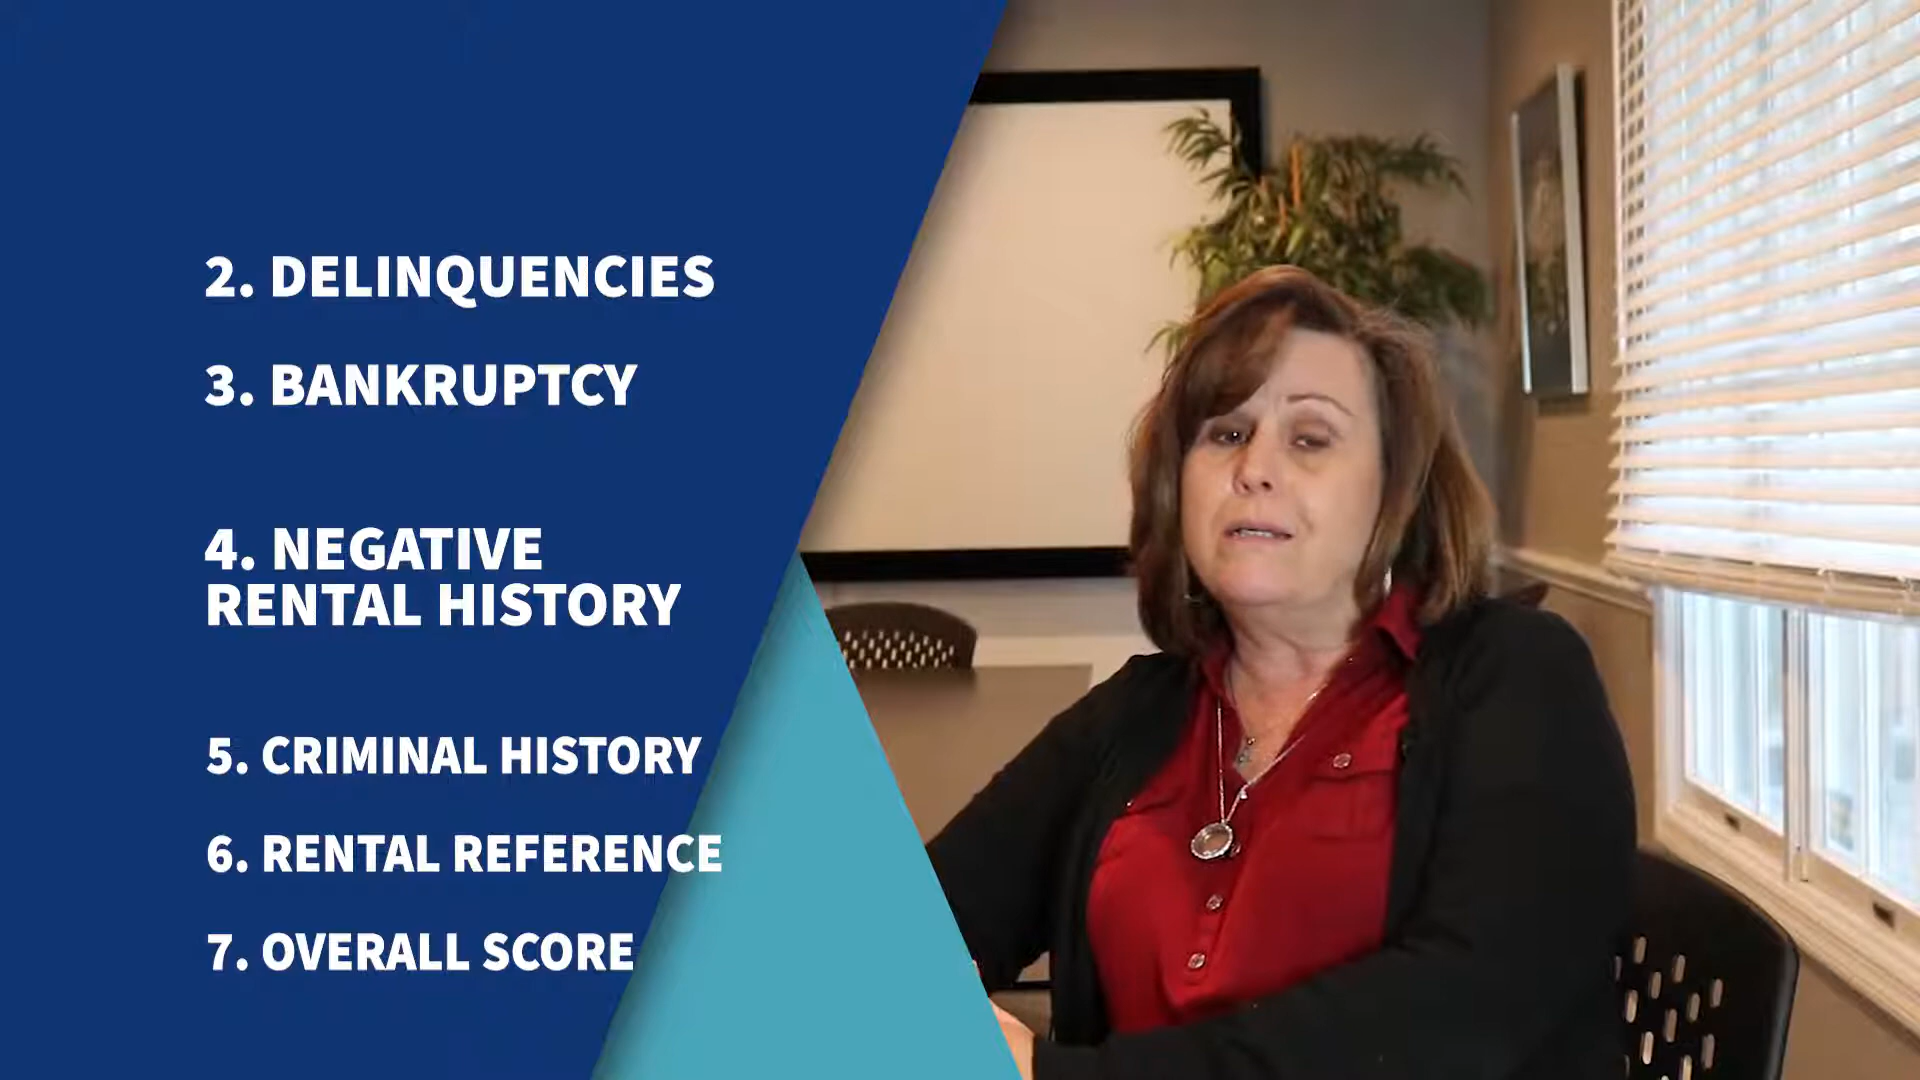 2. DELINQUENCIES
3. BANKRUPTCY
4. NEGATIVE
RENTAL HISTORY
5. CRIMINAL HISTORY
6. RENTAL REFERENCE
7. OVERALL SCORE